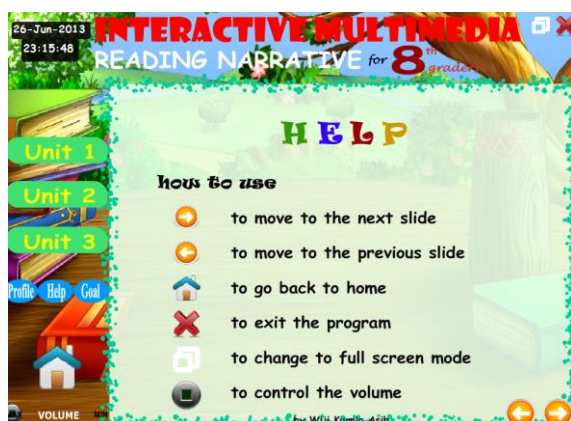 26-Jun-2013
23:15:48
INTERACTIVE MULTIMEDIA
READING NARRATIVE for 8th graders
HELP
Unit 1
Unit 2
Unit 3
Profile Help Goal
how to use
to move to the next slide
to move to the previous slide
to go back to home
to exit the program
to change to full screen mode
to control the volume
VOLUME
by